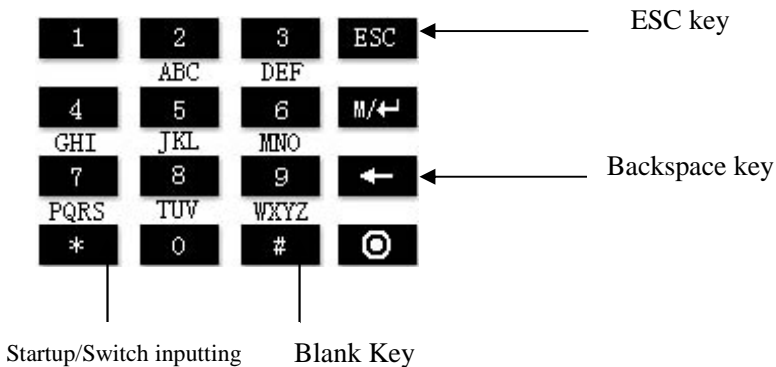 1 2 3 ESC ESC key
ABC DEF
4 5 6 M/↵
GHI JKL MNO
7 8 9 ← Backspace key
PQRS TUV WXYZ
* 0 #
Startup/Switch inputting Blank Key